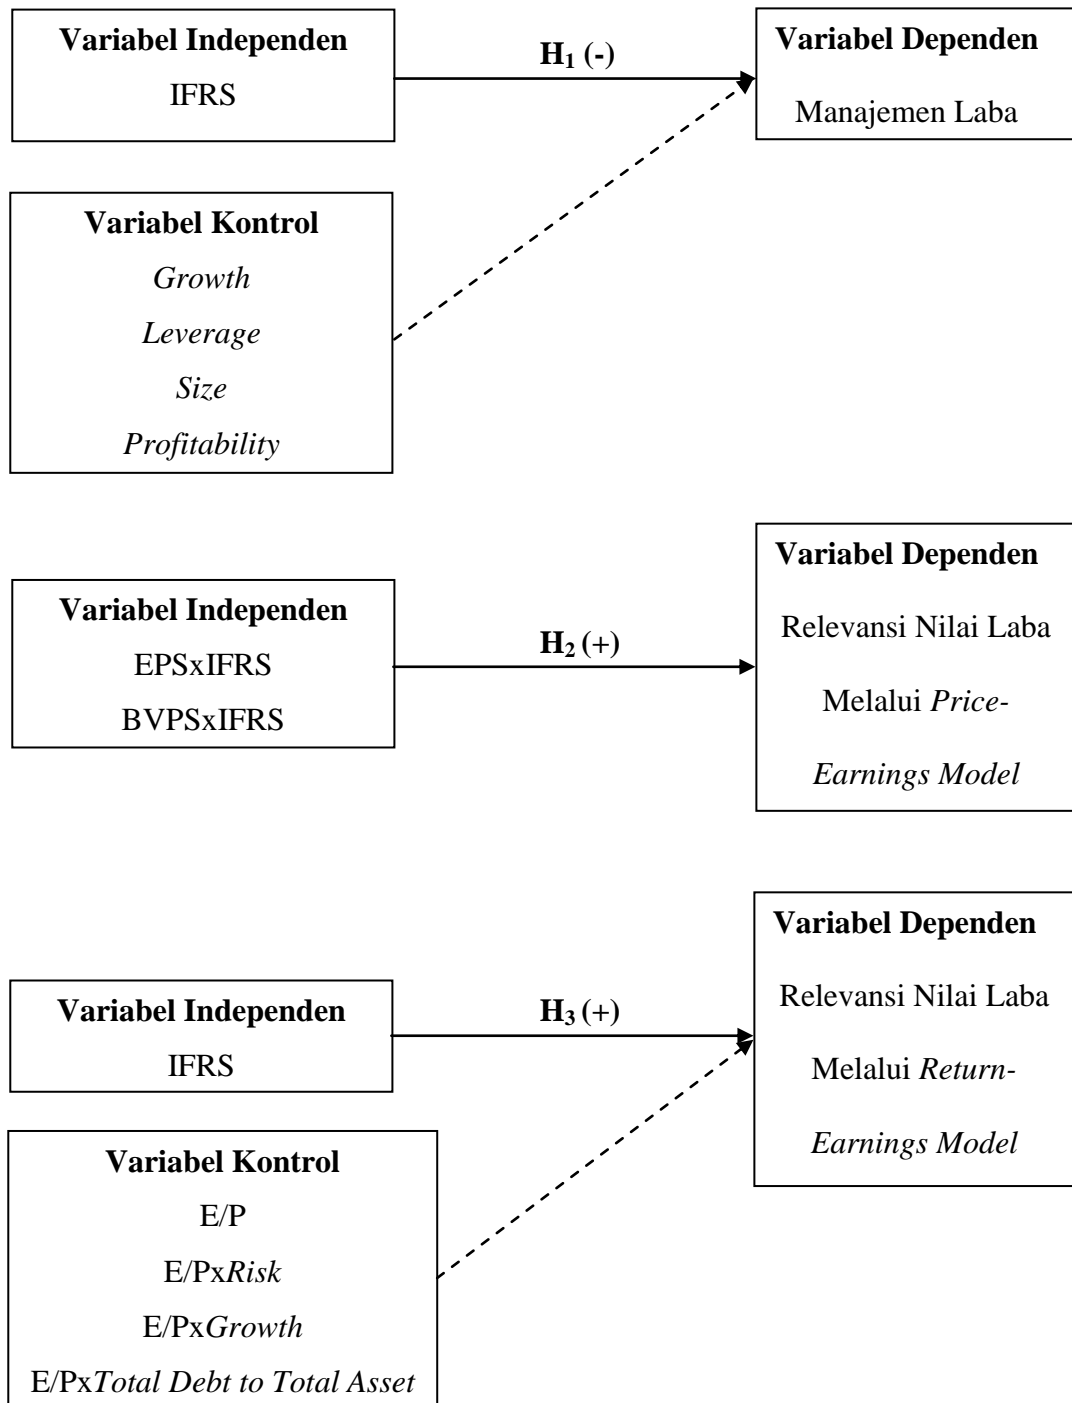 Variabel Independen
IFRS
H1 (-)
Variabel Dependen
Manajemen Laba
Variabel Kontrol
Growth
Leverage
Size
Profitability
Variabel Independen
EPSxIFRS
BVPSxIFRS
H2 (+)
Variabel Dependen
Relevansi Nilai Laba
Melalui Price-
Earnings Model
Variabel Independen
IFRS
H3 (+)
Variabel Dependen
Relevansi Nilai Laba
Melalui Return-
Earnings Model
Variabel Kontrol
E/P
E/PxRisk
E/PxGrowth
E/PxTotal Debt to Total Asset